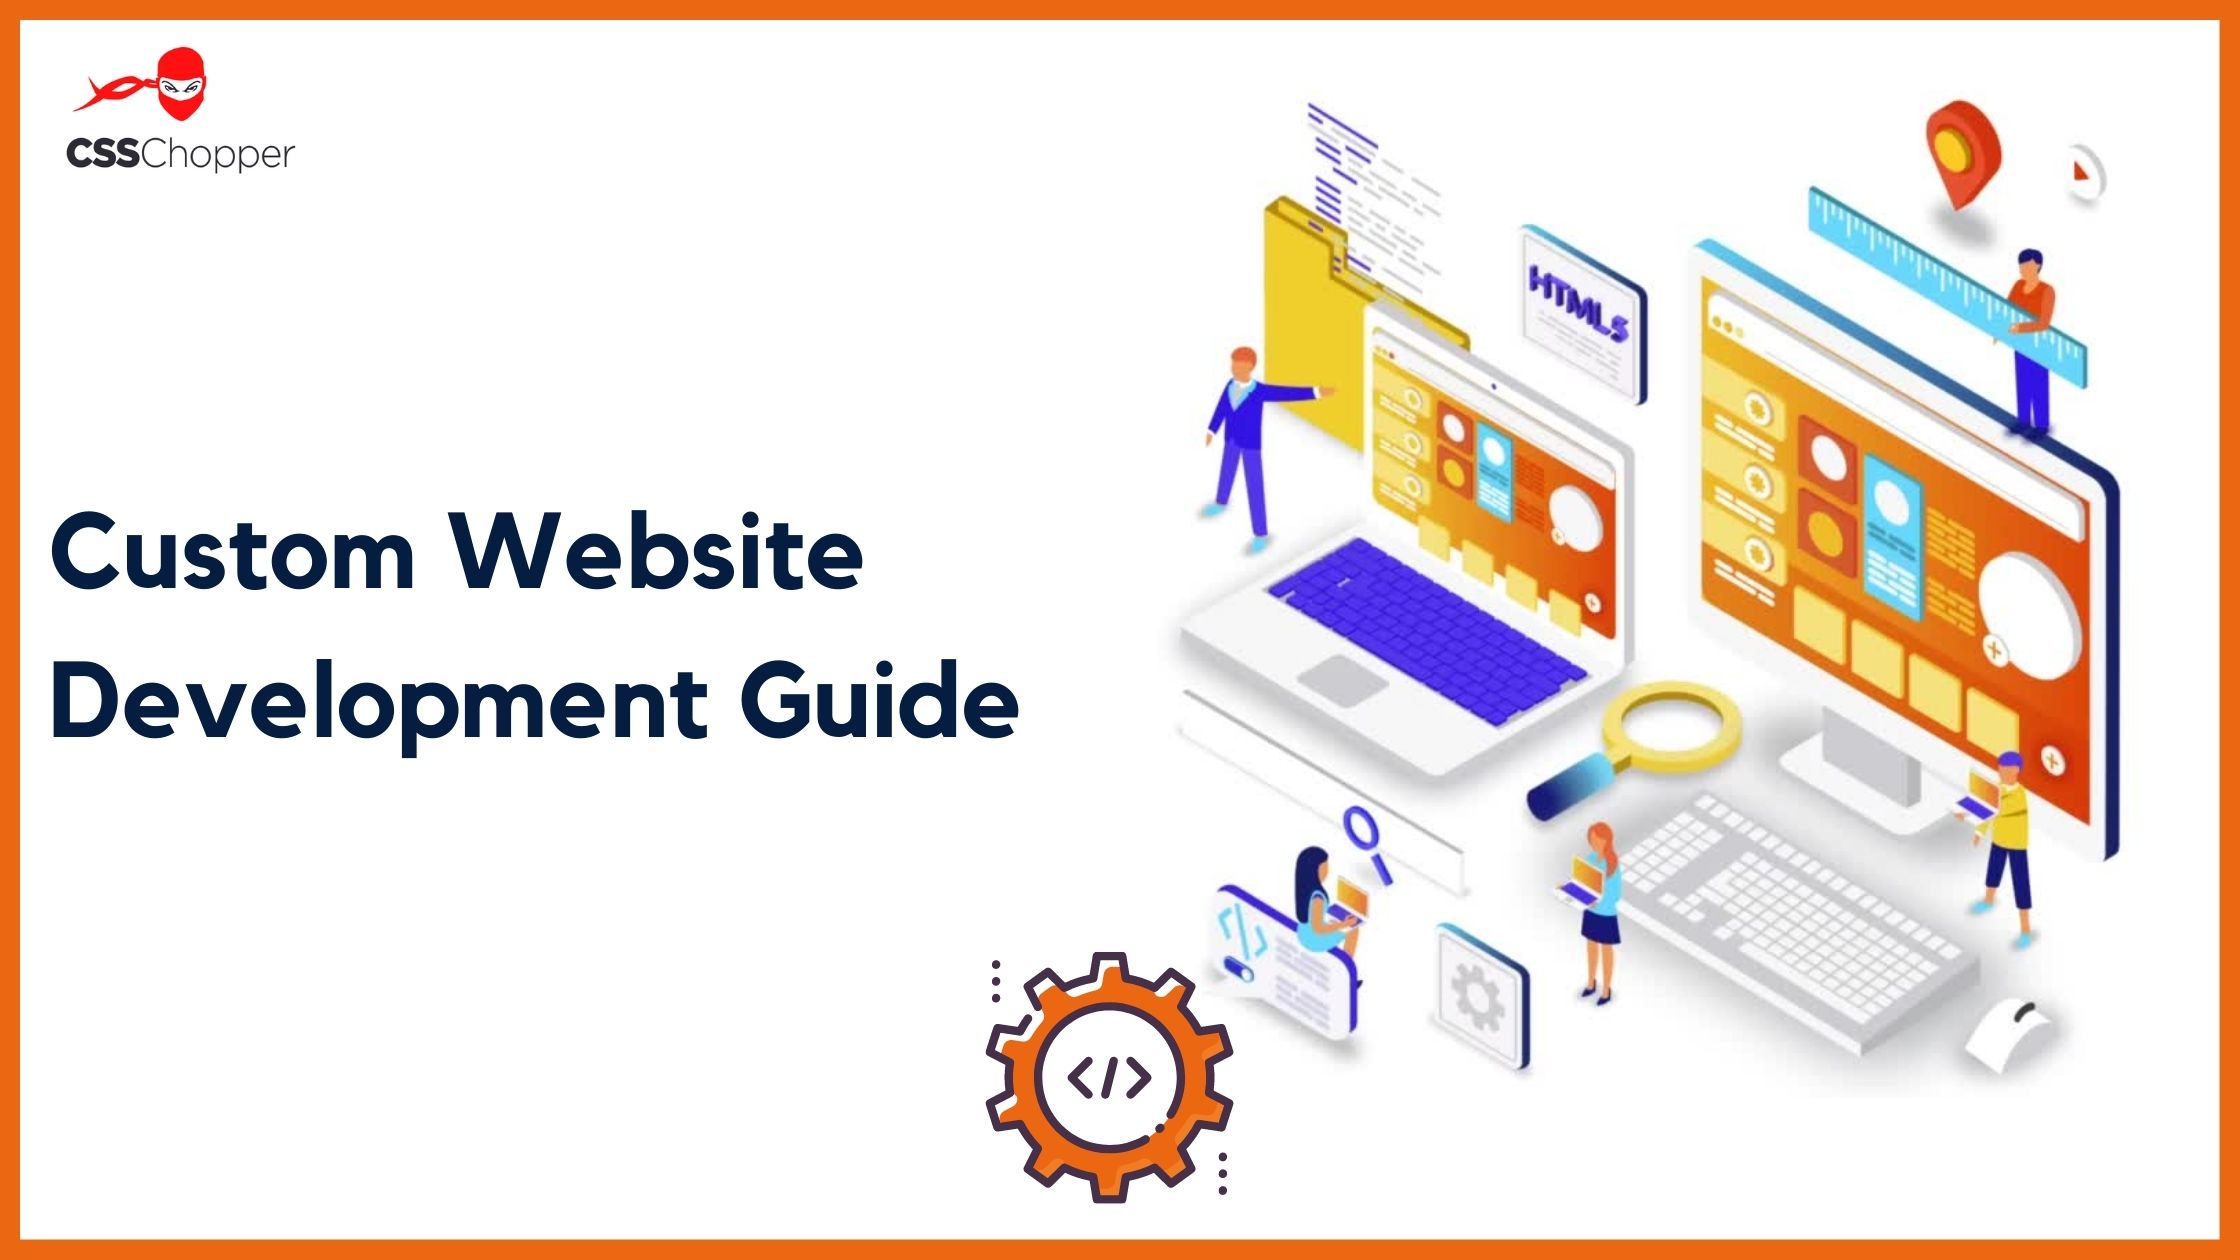 CSSChopper
Custom Website
Development Guide
HTML5
</>
</>